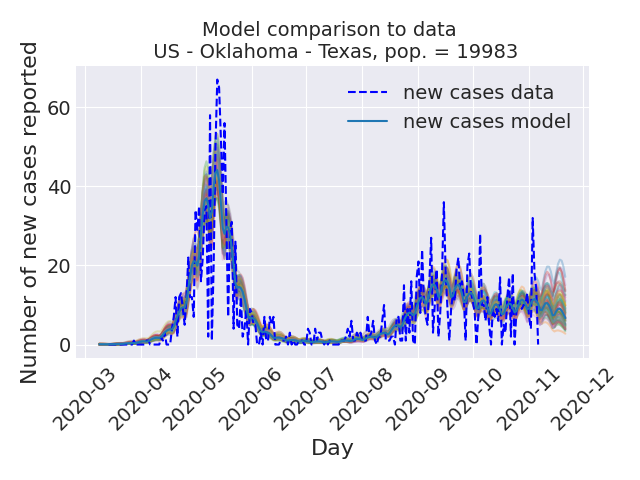 Model comparison to data
US - Oklahoma - Texas, pop. = 19983
new cases data
new cases model
Number of new cases reported
60
40
20
0
2020-03
2020-04
2020-05
2020-06
2020-07
2020-08
2020-09
2020-10
2020-11
2020-12
Day